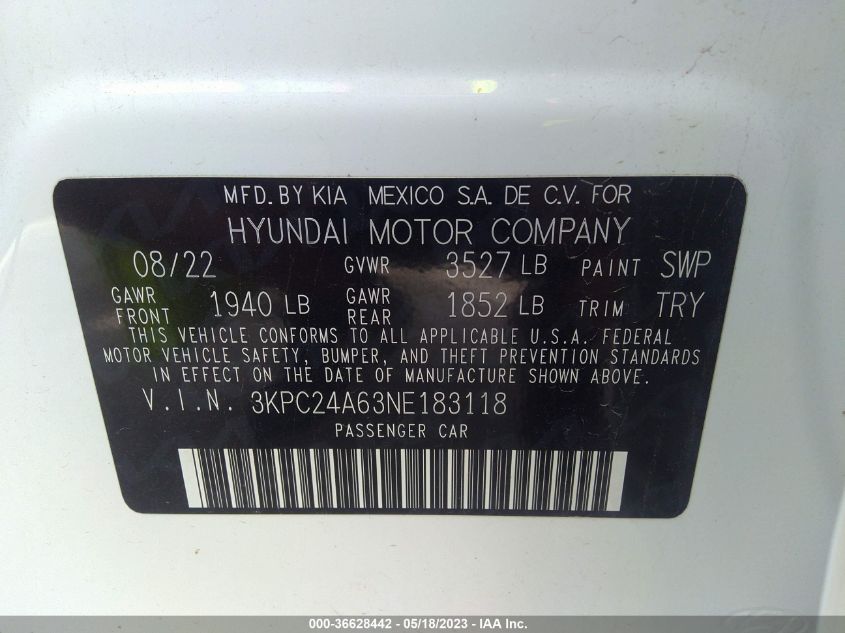 MFD. BY KIA MEXICO S.A. DE C.V. FOR
HYUNDAI MOTOR COMPANY
08/22 GVWR 3527 LB PAINT SWP
GAWR FRONT 1940 LB GAWR REAR 1852 LB TRIM TRY
THIS VEHICLE CONFORMS TO ALL APPLICABLE U.S.A. FEDERAL
MOTOR VEHICLE SAFETY, BUMPER, AND THEFT PREVENTION STANDARDS
IN EFFECT ON THE DATE OF MANUFACTURE SHOWN ABOVE.
V.I.N. 3KPC24A63NE183118
PASSENGER CAR
000-36628442 - 05/18/2023 - IAA Inc.